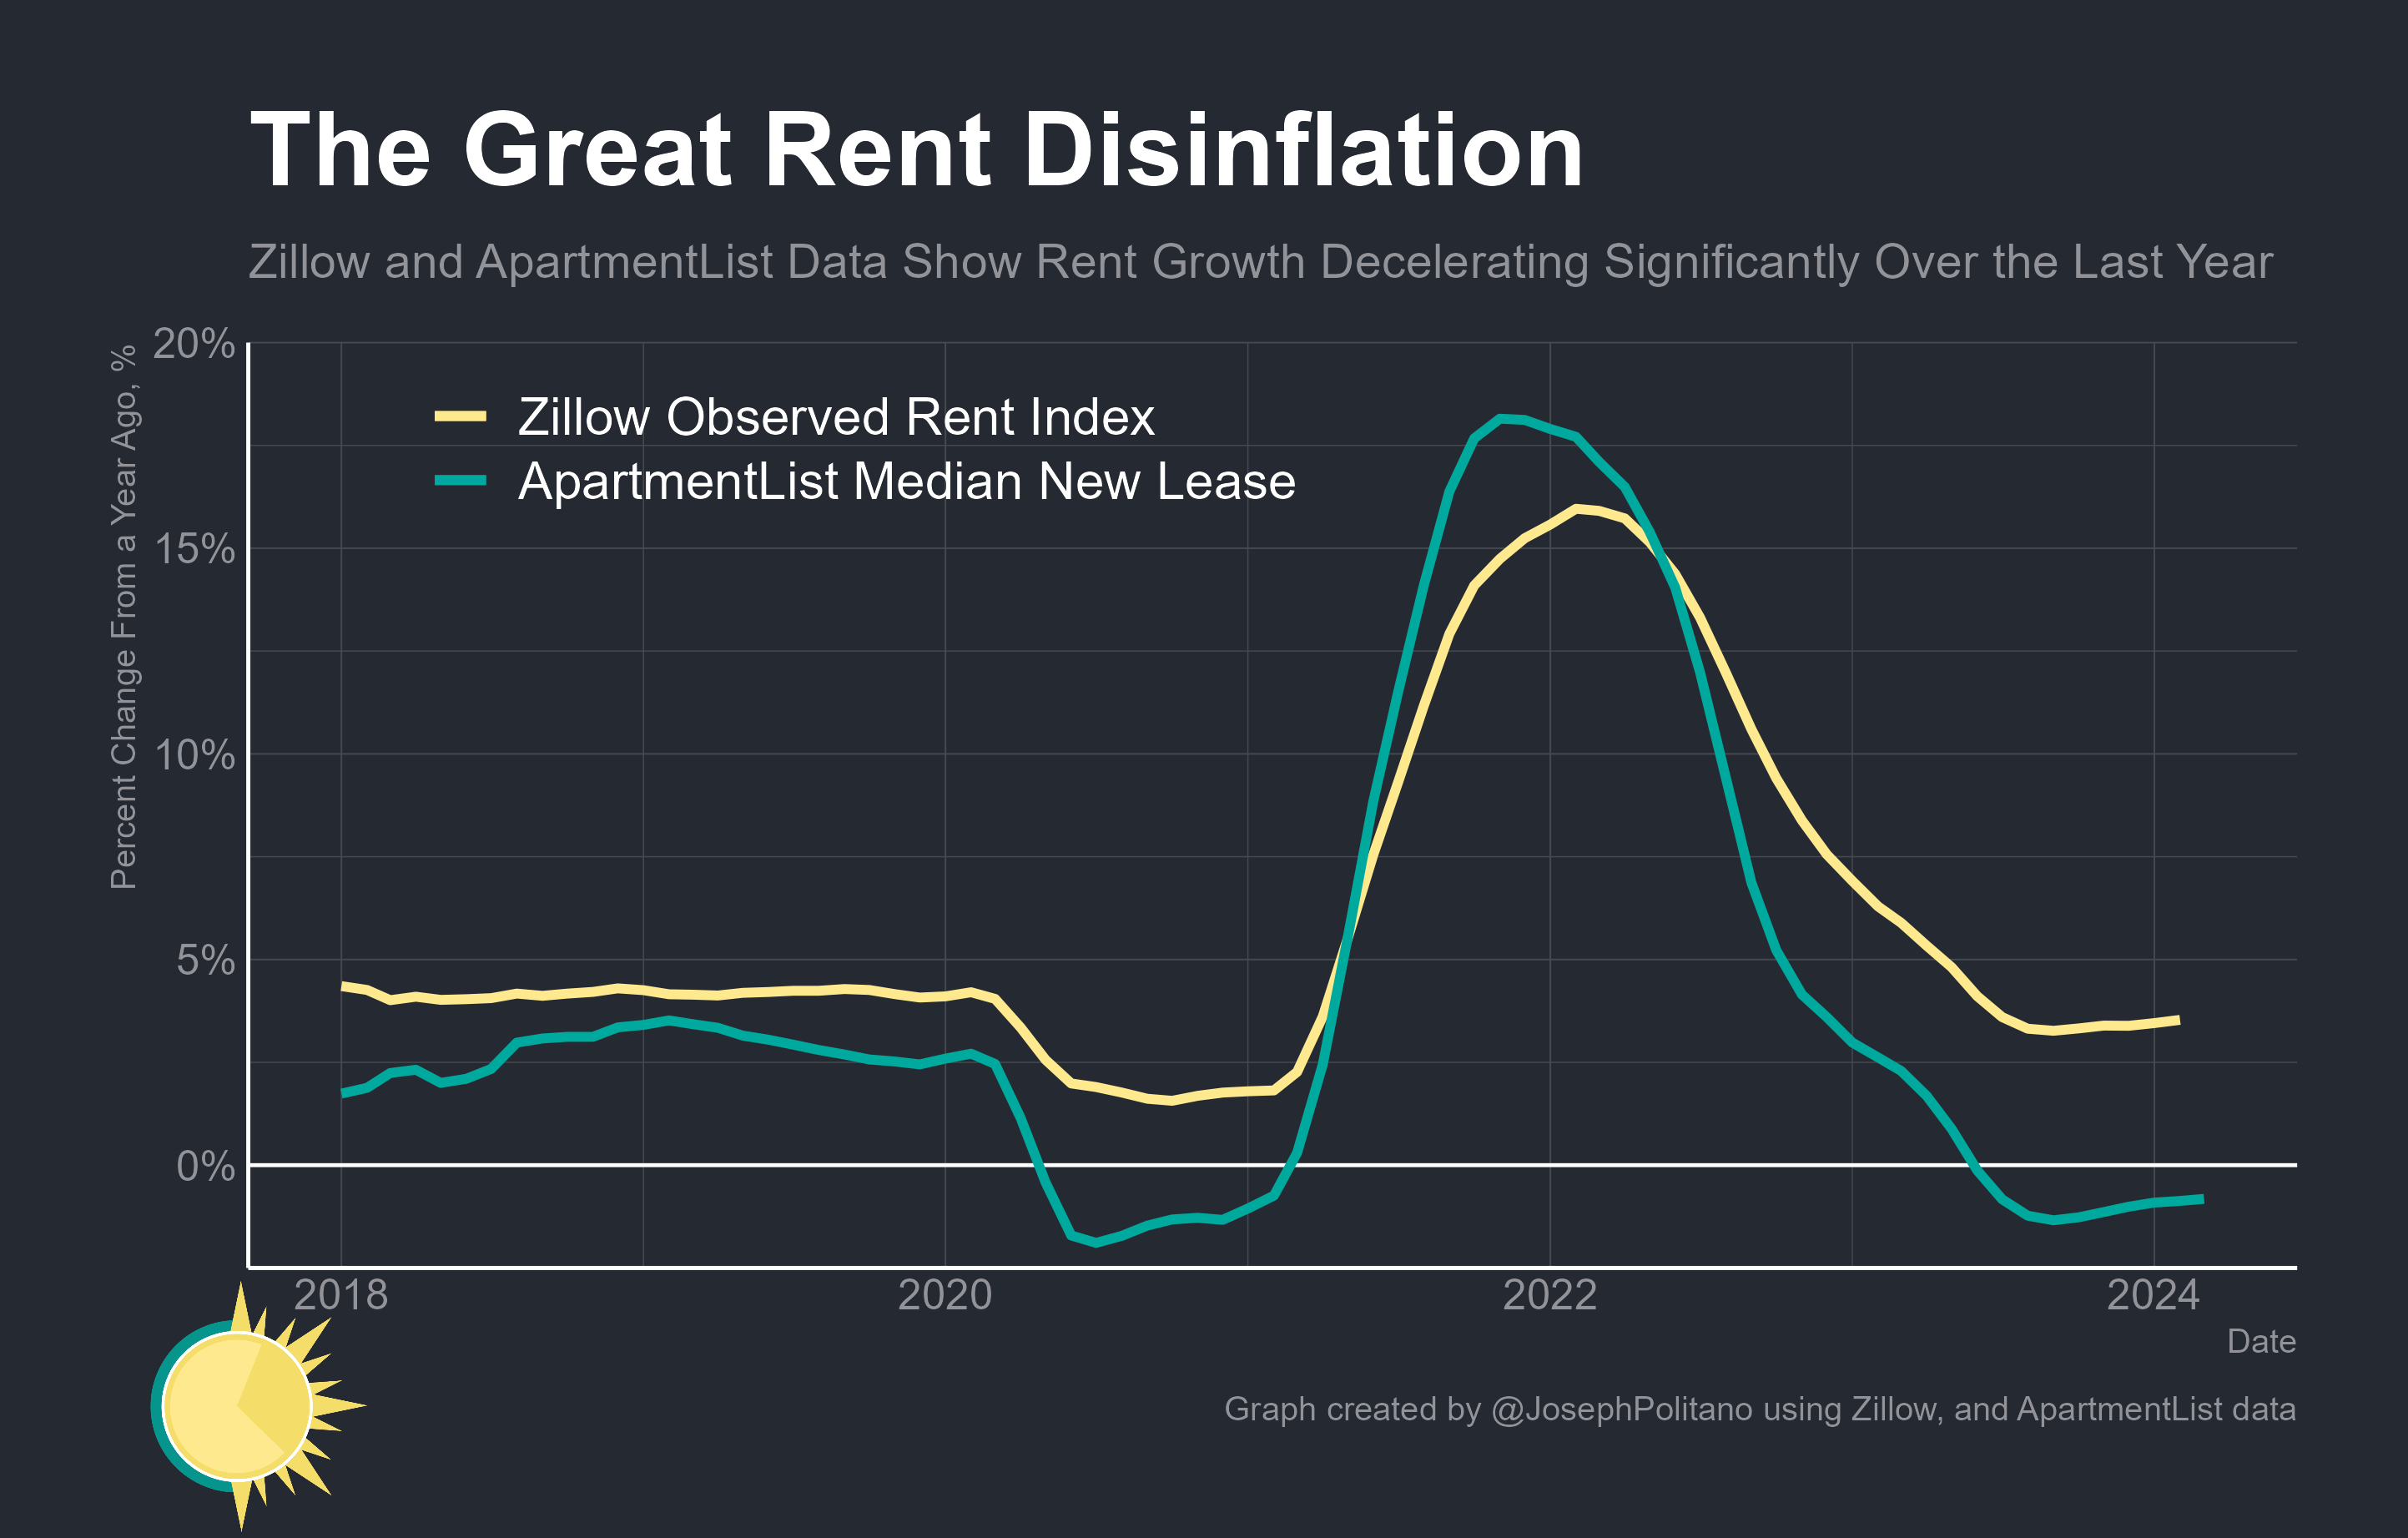 The Great Rent Disinflation
Zillow and ApartmentList Data Show Rent Growth Decelerating Significantly Over the Last Year
Percent Change From a Year Ago, %
20%
15%
10%
5%
0%
Zillow Observed Rent Index
ApartmentList Median New Lease
2018 2020 2022 2024
Date
Graph created by @JosephPolitano using Zillow, and ApartmentList data